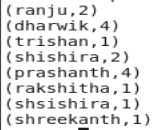 (ranju,2)
(dharwik,4)
(trishan,1)
(shishira,2)
(prashanth,4)
(rakshitha,1)
(shsishira,1)
(shreekanth,1)